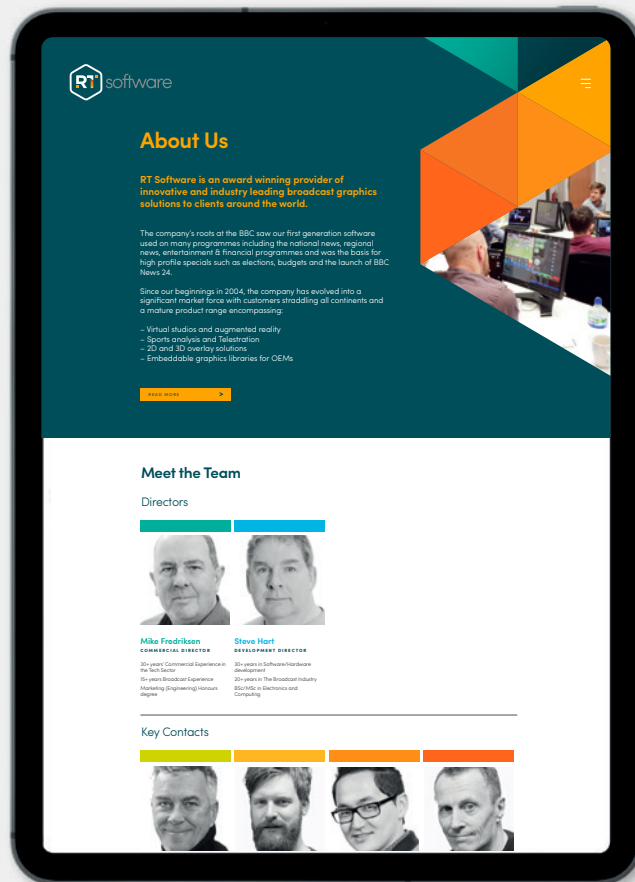 RT software
About Us
RT Software is an award winning provider of
innovative and industry leading broadcast graphics
solutions to clients around the world.
The company's roots at the BBC saw our first generation software
used on many programmes including the national news, regional
news, entertainment & financial programmes and was the basis for
high profile specials such as elections, budgets and the launch of BBC
News 24.
Since our beginnings in 2004, the company has evolved into a
significant market force with customers straddling all continents and
a mature product range encompassing:
– Virtual studios and augmented reality
– Sports analysis and Telestration
– 2D and 3D overlay solutions
– Embeddable graphics libraries for OEMs
READ MORE >
Meet the Team
Directors
Mike Fredriksen
COMMERCIAL DIRECTOR
30+ years' Commercial Experience in
the Tech Sector
15+ years Broadcast Experience
Marketing (Engineering) Honours
degree
Steve Hart
DEVELOPMENT DIRECTOR
30+ years in Software/Hardware
development
20+ years in The Broadcast Industry
BSc/MSc in Electronics and
Computing
Key Contacts